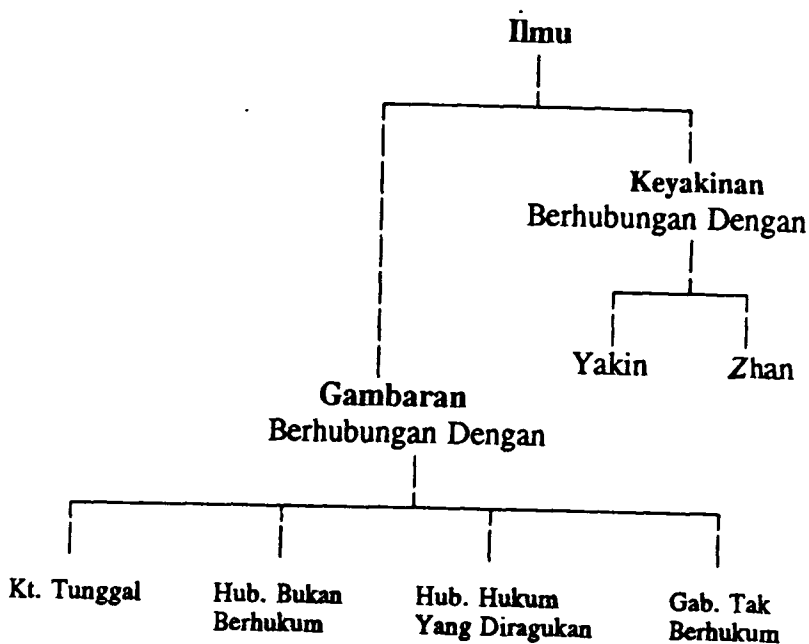 Ilmu
Keyakinan
Berhubungan Dengan
Yakin
Zhan
Gambaran
Berhubungan Dengan
Kt. Tunggal
Hub. Bukan
Berhukum
Hub. Hukum
Yang Diragukan
Gab. Tak
Berhukum